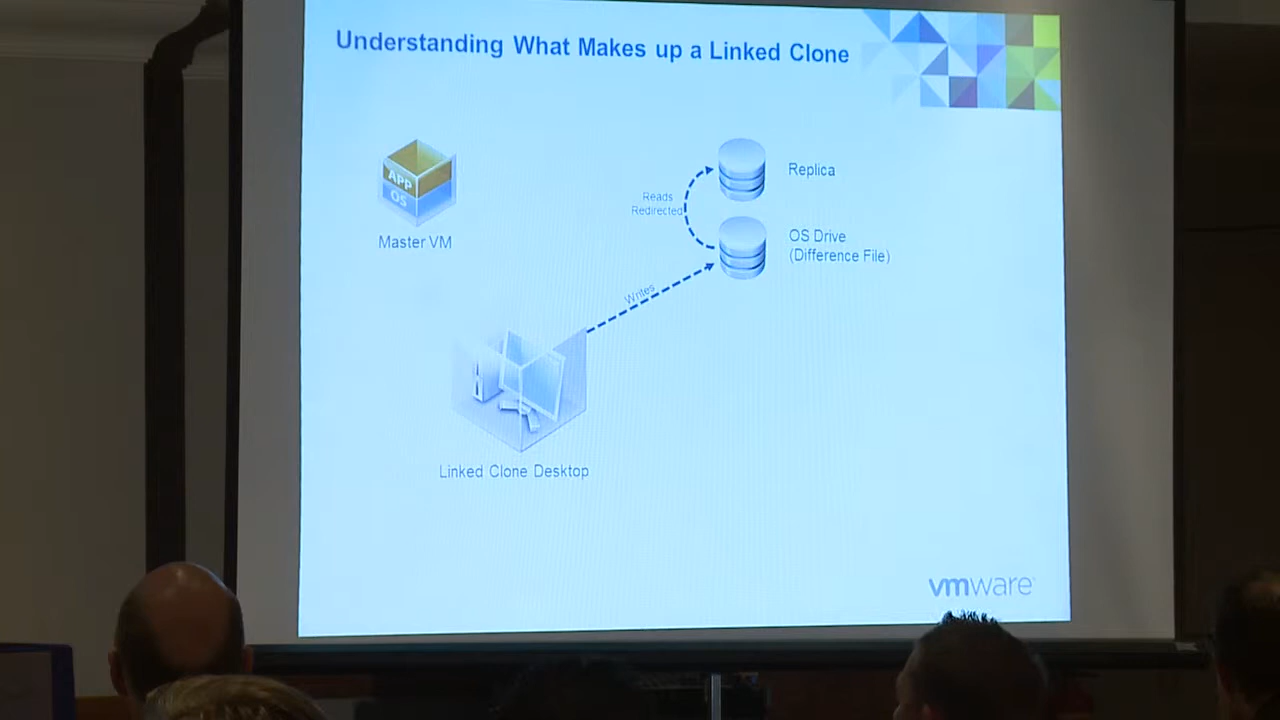 Understanding What Makes up a Linked Clone
APP
OS
Master VM
Replica
Reads
Redirected
OS Drive
(Difference File)
Writes
Linked Clone Desktop
vmware